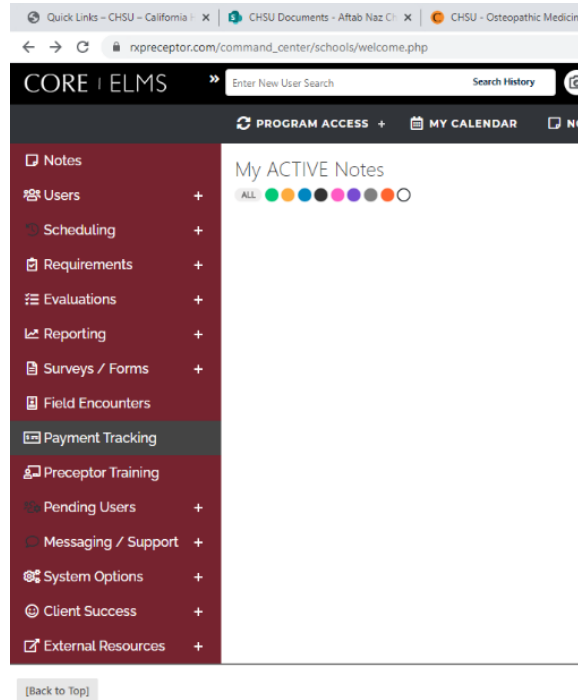 Quick Links – CHSU – California H
CHSU Documents - Aftab Naz Ch
CHSU - Osteopathic Medicin
rxpreceptor.com/command_center/schools/welcome.php
CORE ELMS
»
Enter New User Search
Search History
PROGRAM ACCESS +
MY CALENDAR
NO
Notes
Users +
Scheduling +
Requirements +
Evaluations +
Reporting +
Surveys / Forms +
Field Encounters
Payment Tracking
Preceptor Training
Pending Users +
Messaging / Support +
System Options +
Client Success +
External Resources +
My ACTIVE Notes
ALL
[Back to Top]